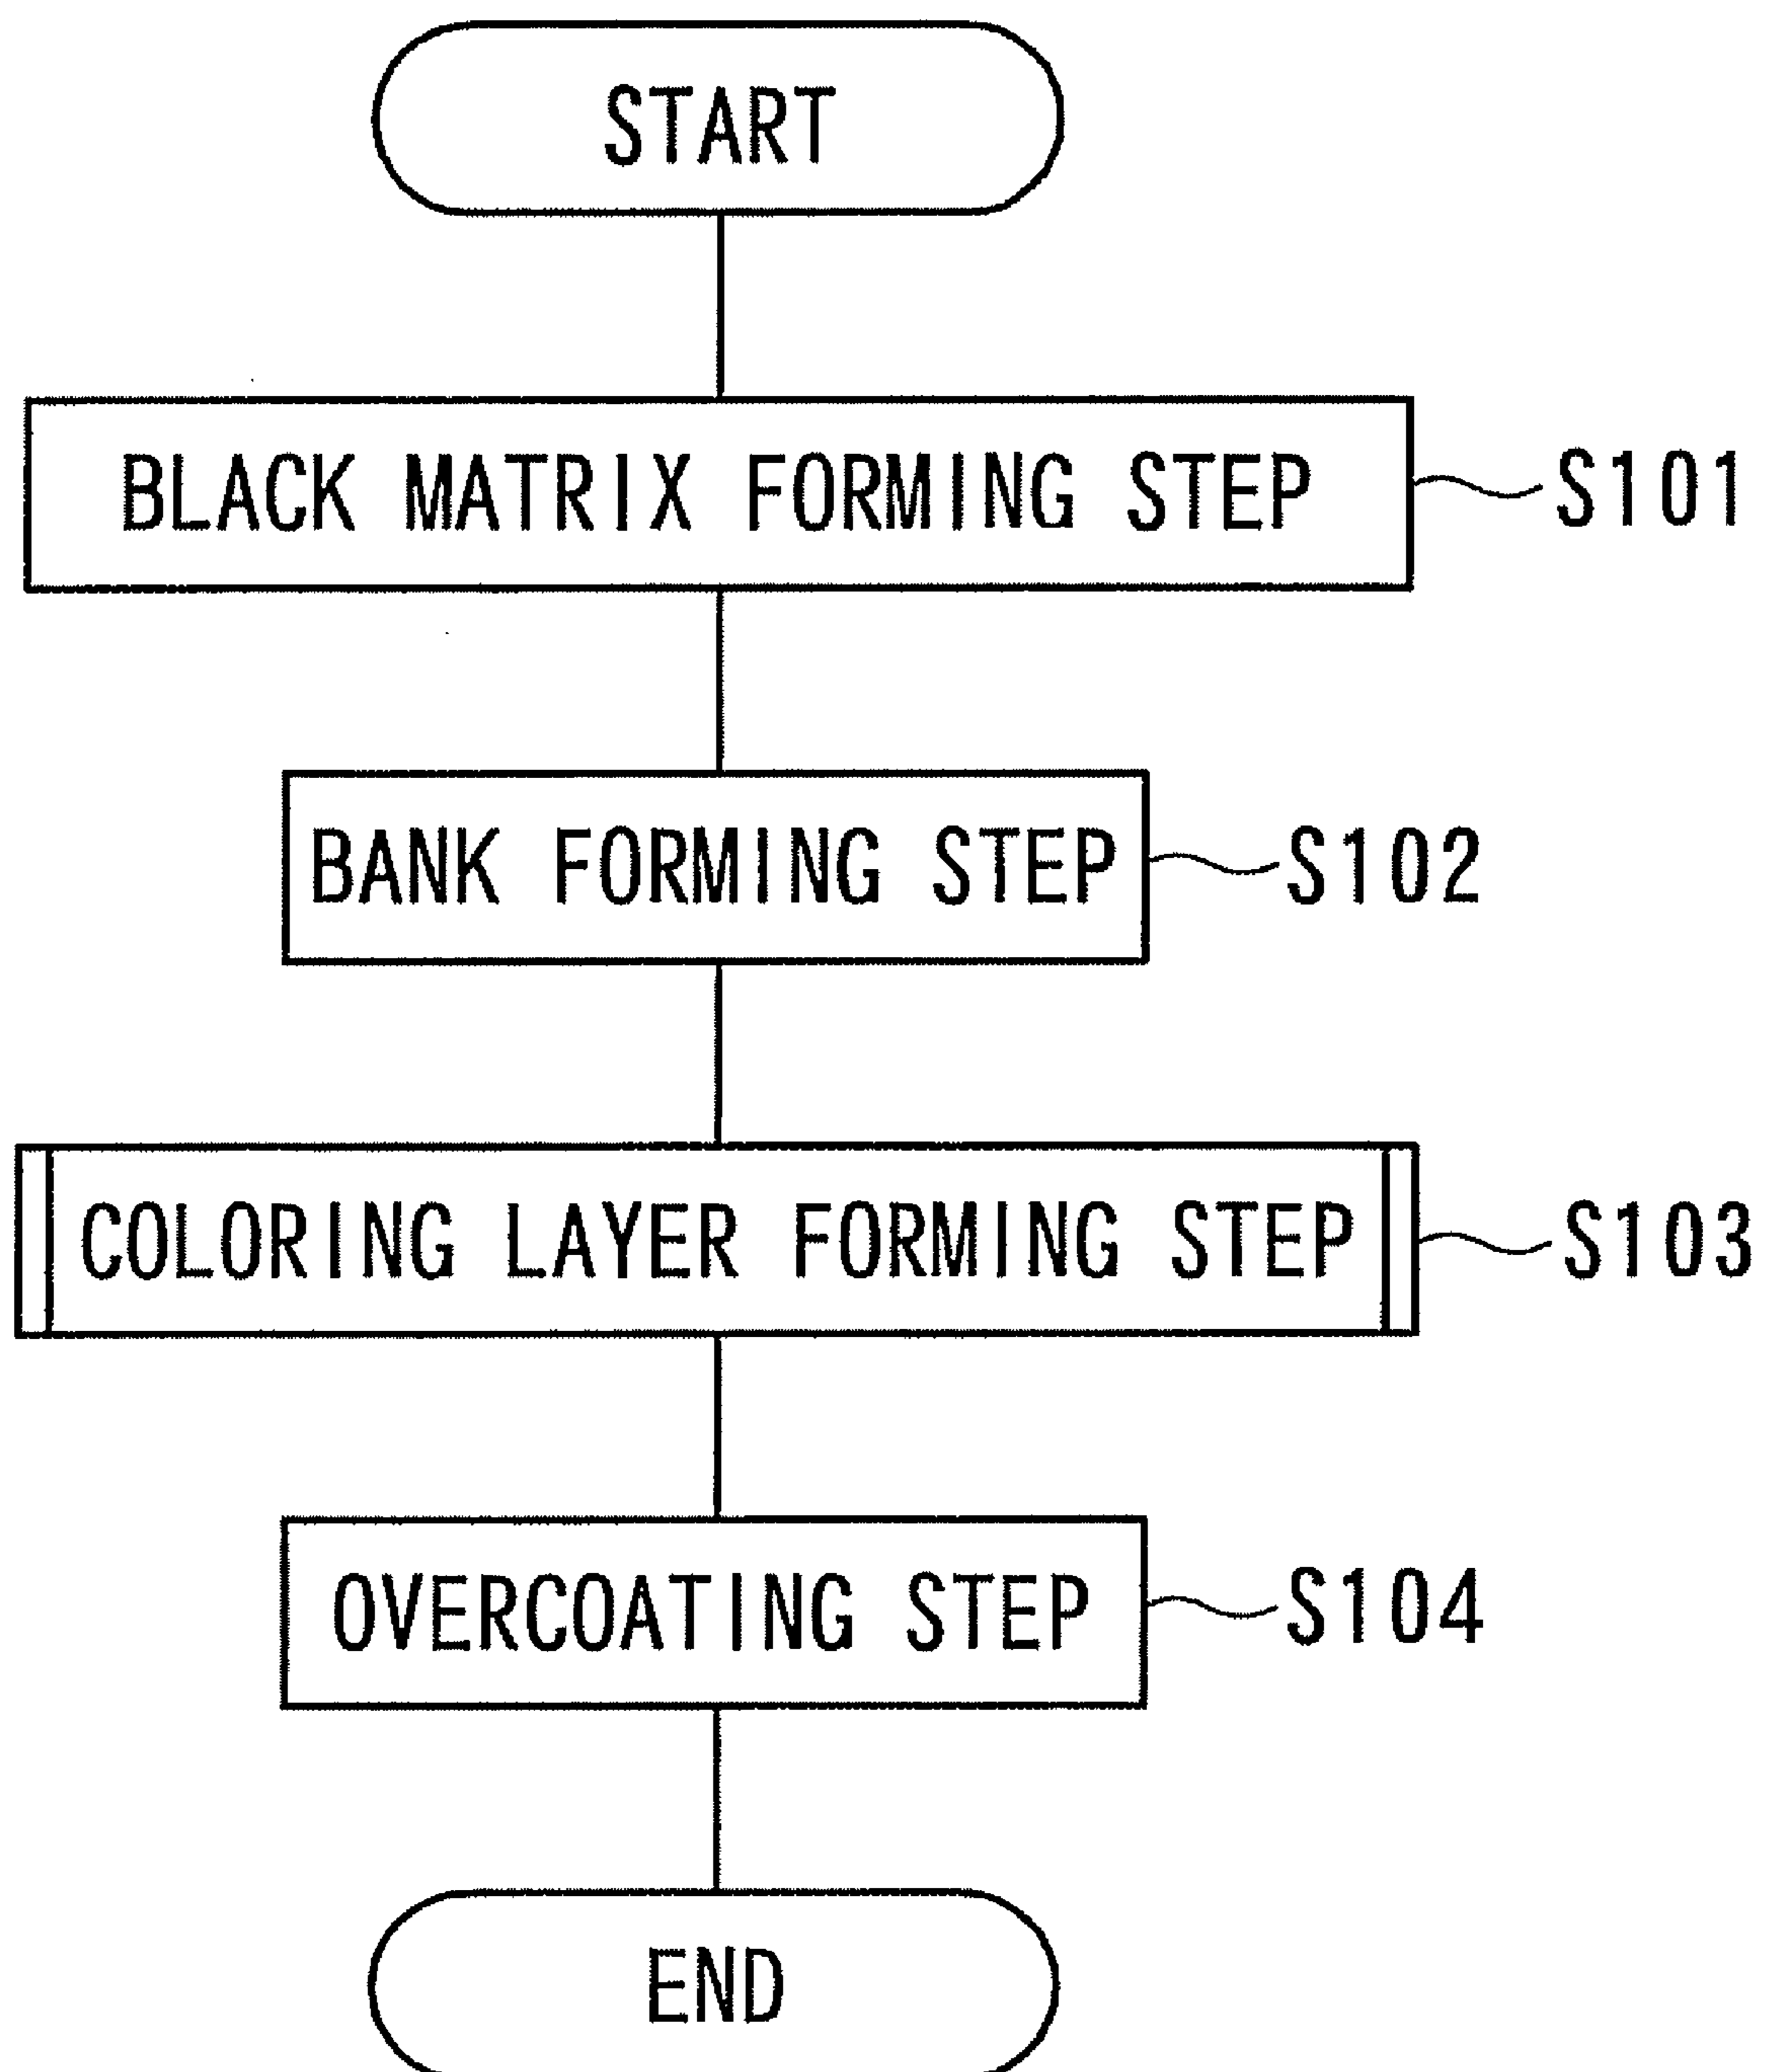 START
BLACK MATRIX FORMING STEP S101
BANK FORMING STEP S102
COLORING LAYER FORMING STEP S103
OVERCOATING STEP S104
END